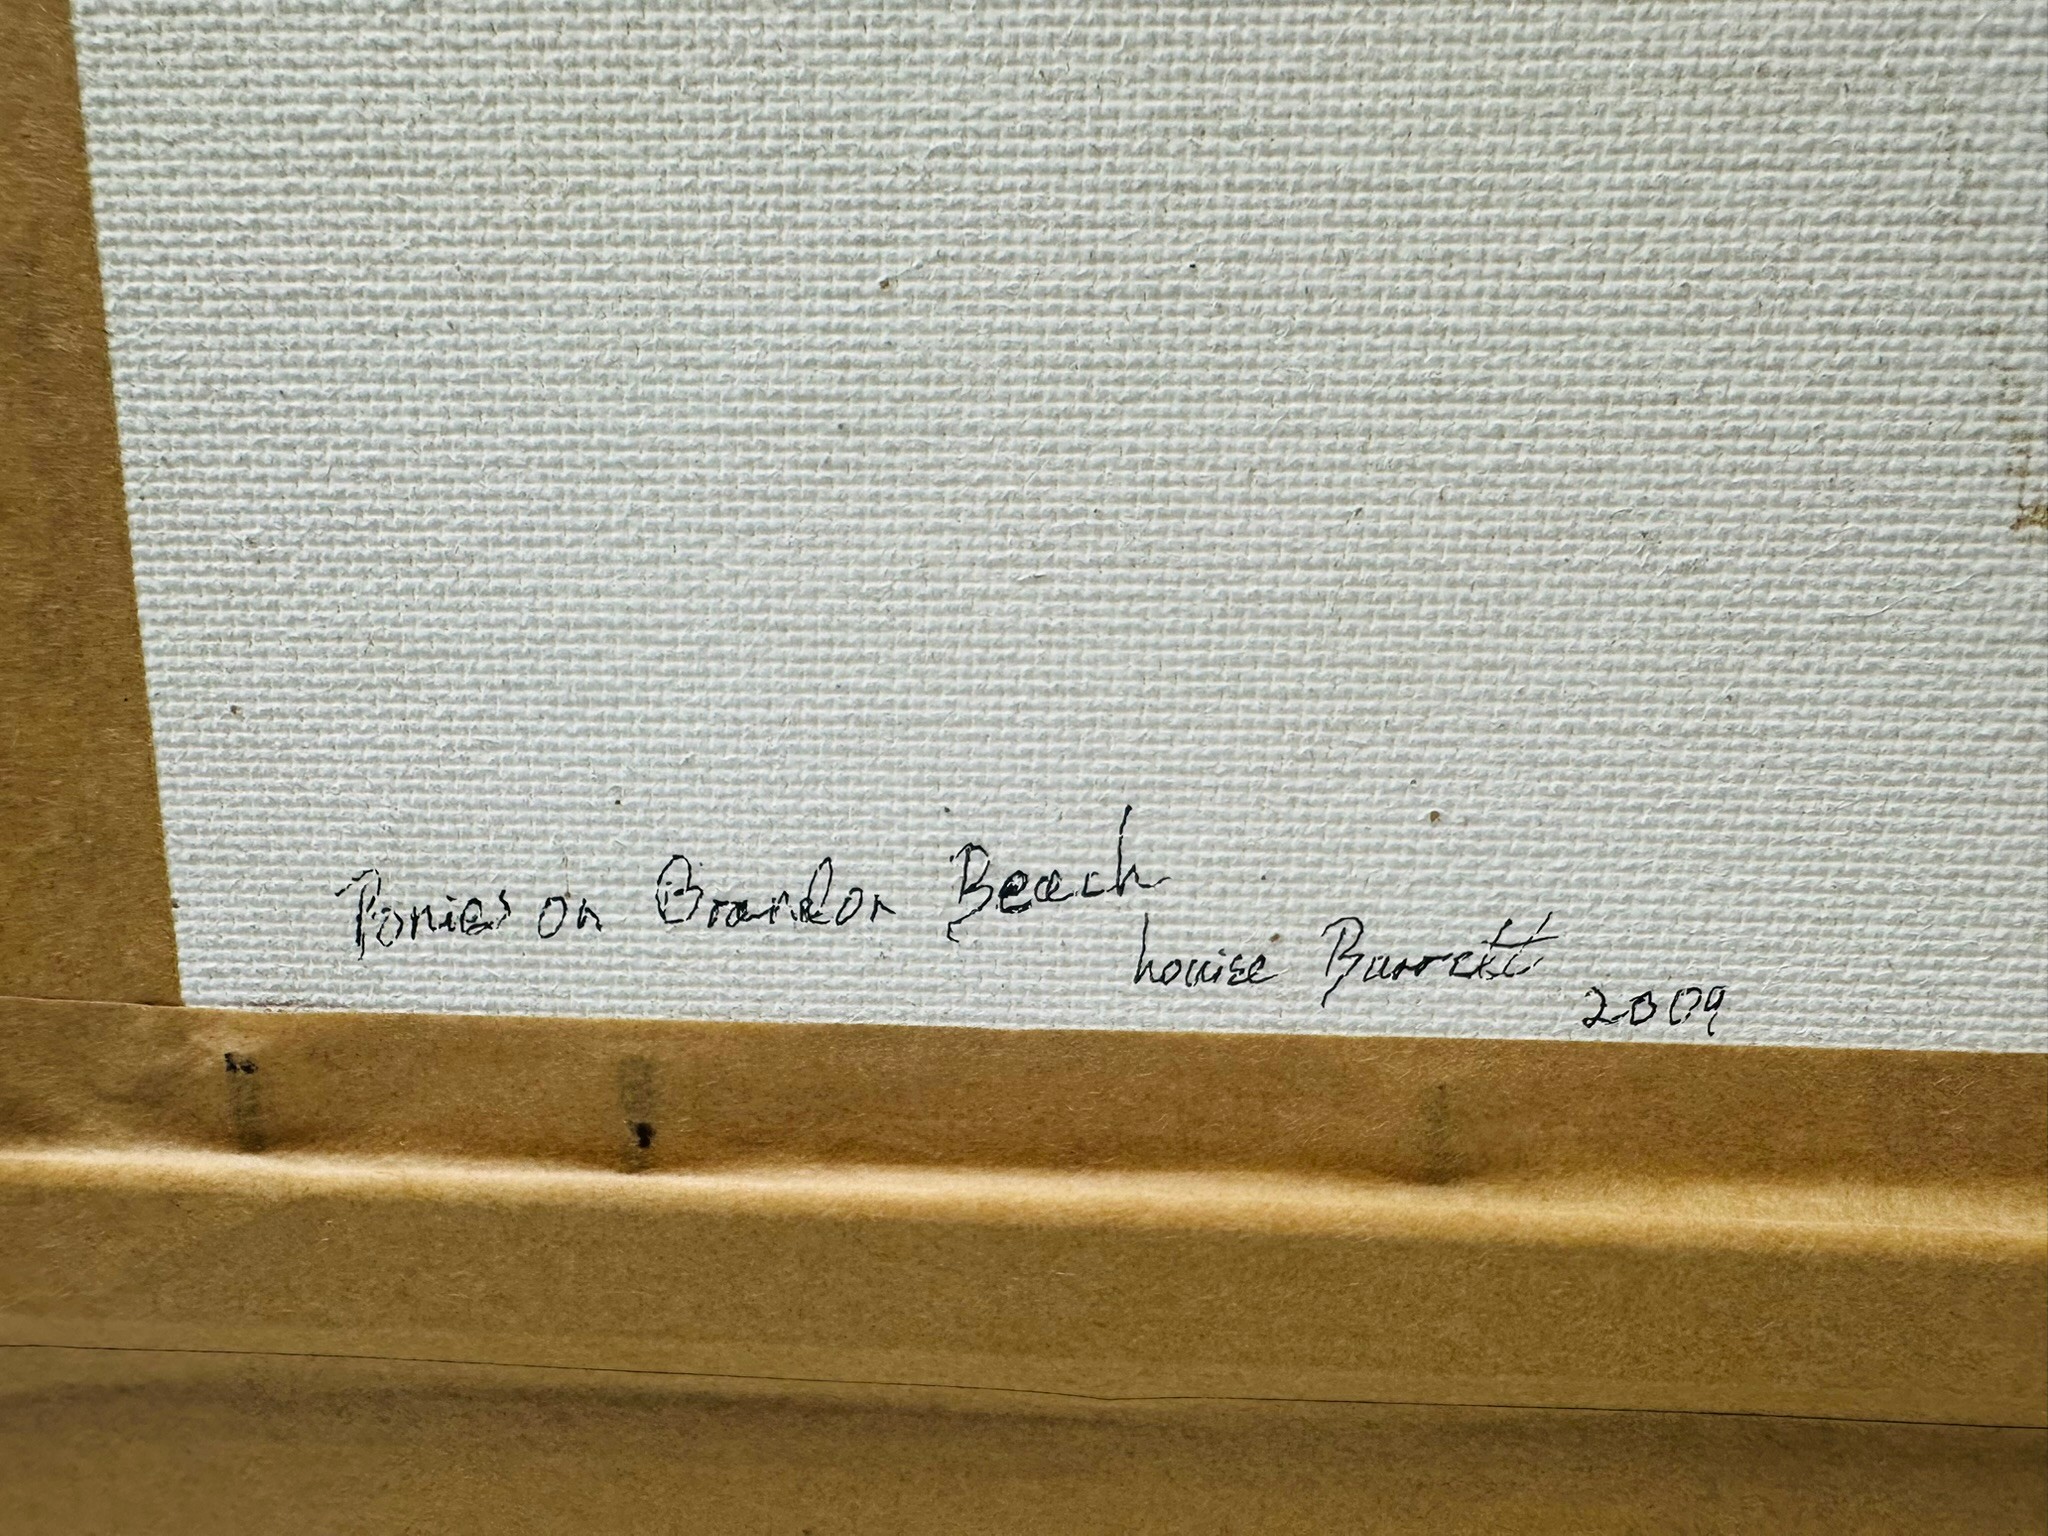 Ponies on Brandon Beach
Louise Barrett
2009